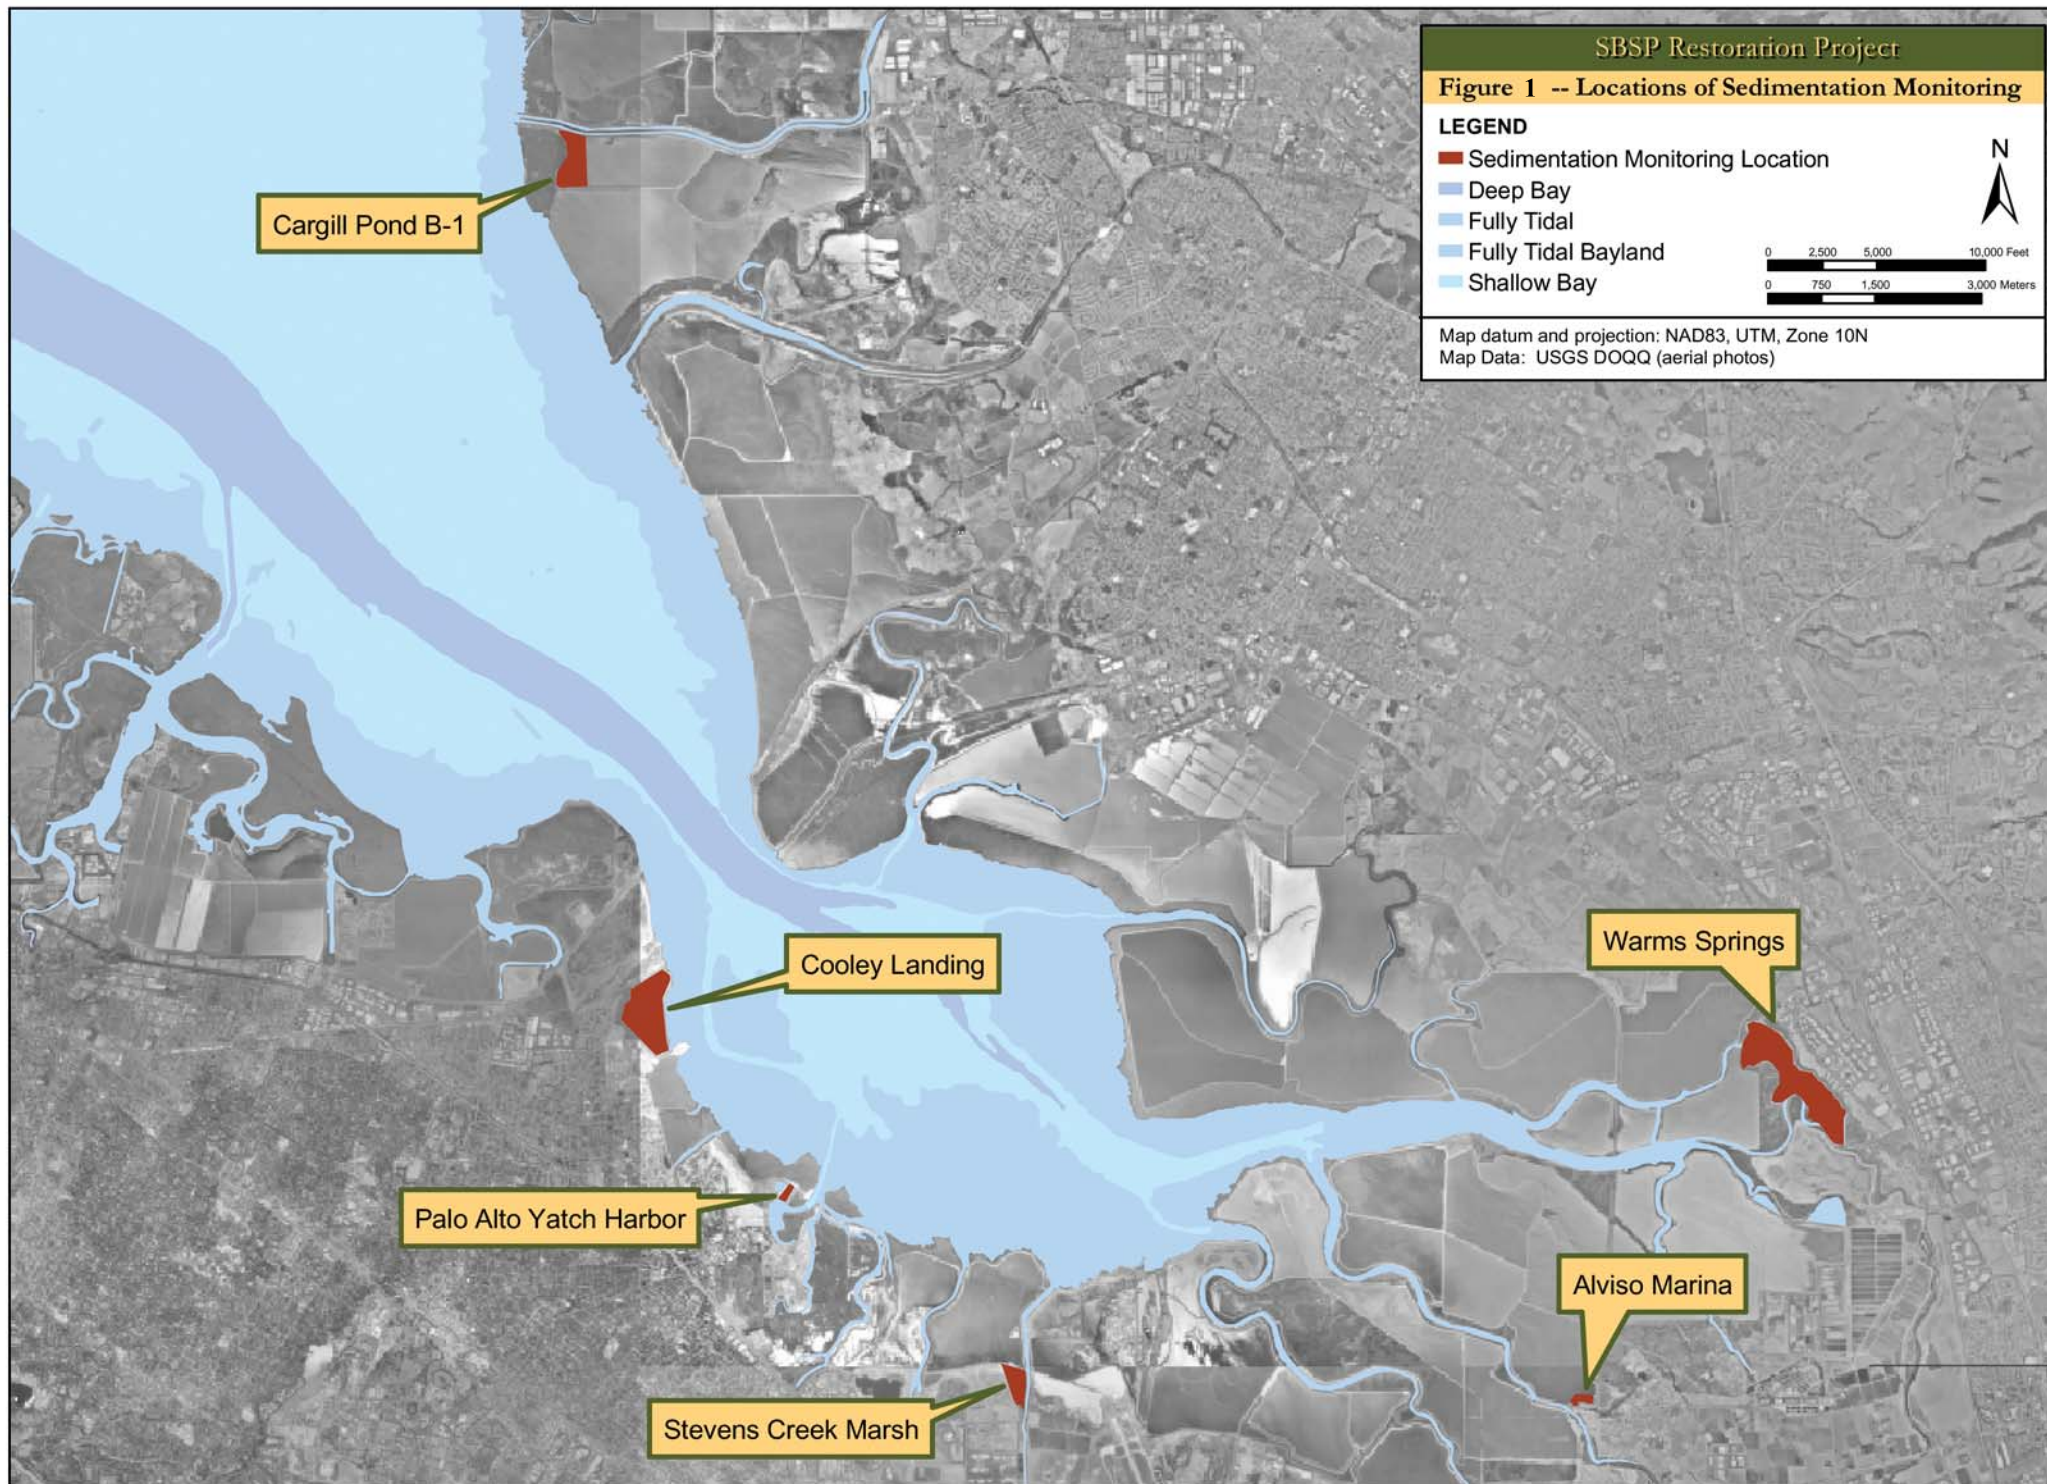 SBSP Restoration Project
Figure 1 -- Locations of Sedimentation Monitoring
LEGEND
Sedimentation Monitoring Location
Deep Bay
Fully Tidal
Fully Tidal Bayland
Shallow Bay
N
0 2,500 5,000 10,000 Feet
0 750 1,500 3,000 Meters
Map datum and projection: NAD83, UTM, Zone 10N
Map Data: USGS DOQQ (aerial photos)
Cargill Pond B-1
Cooley Landing
Warms Springs
Palo Alto Yatch Harbor
Alviso Marina
Stevens Creek Marsh